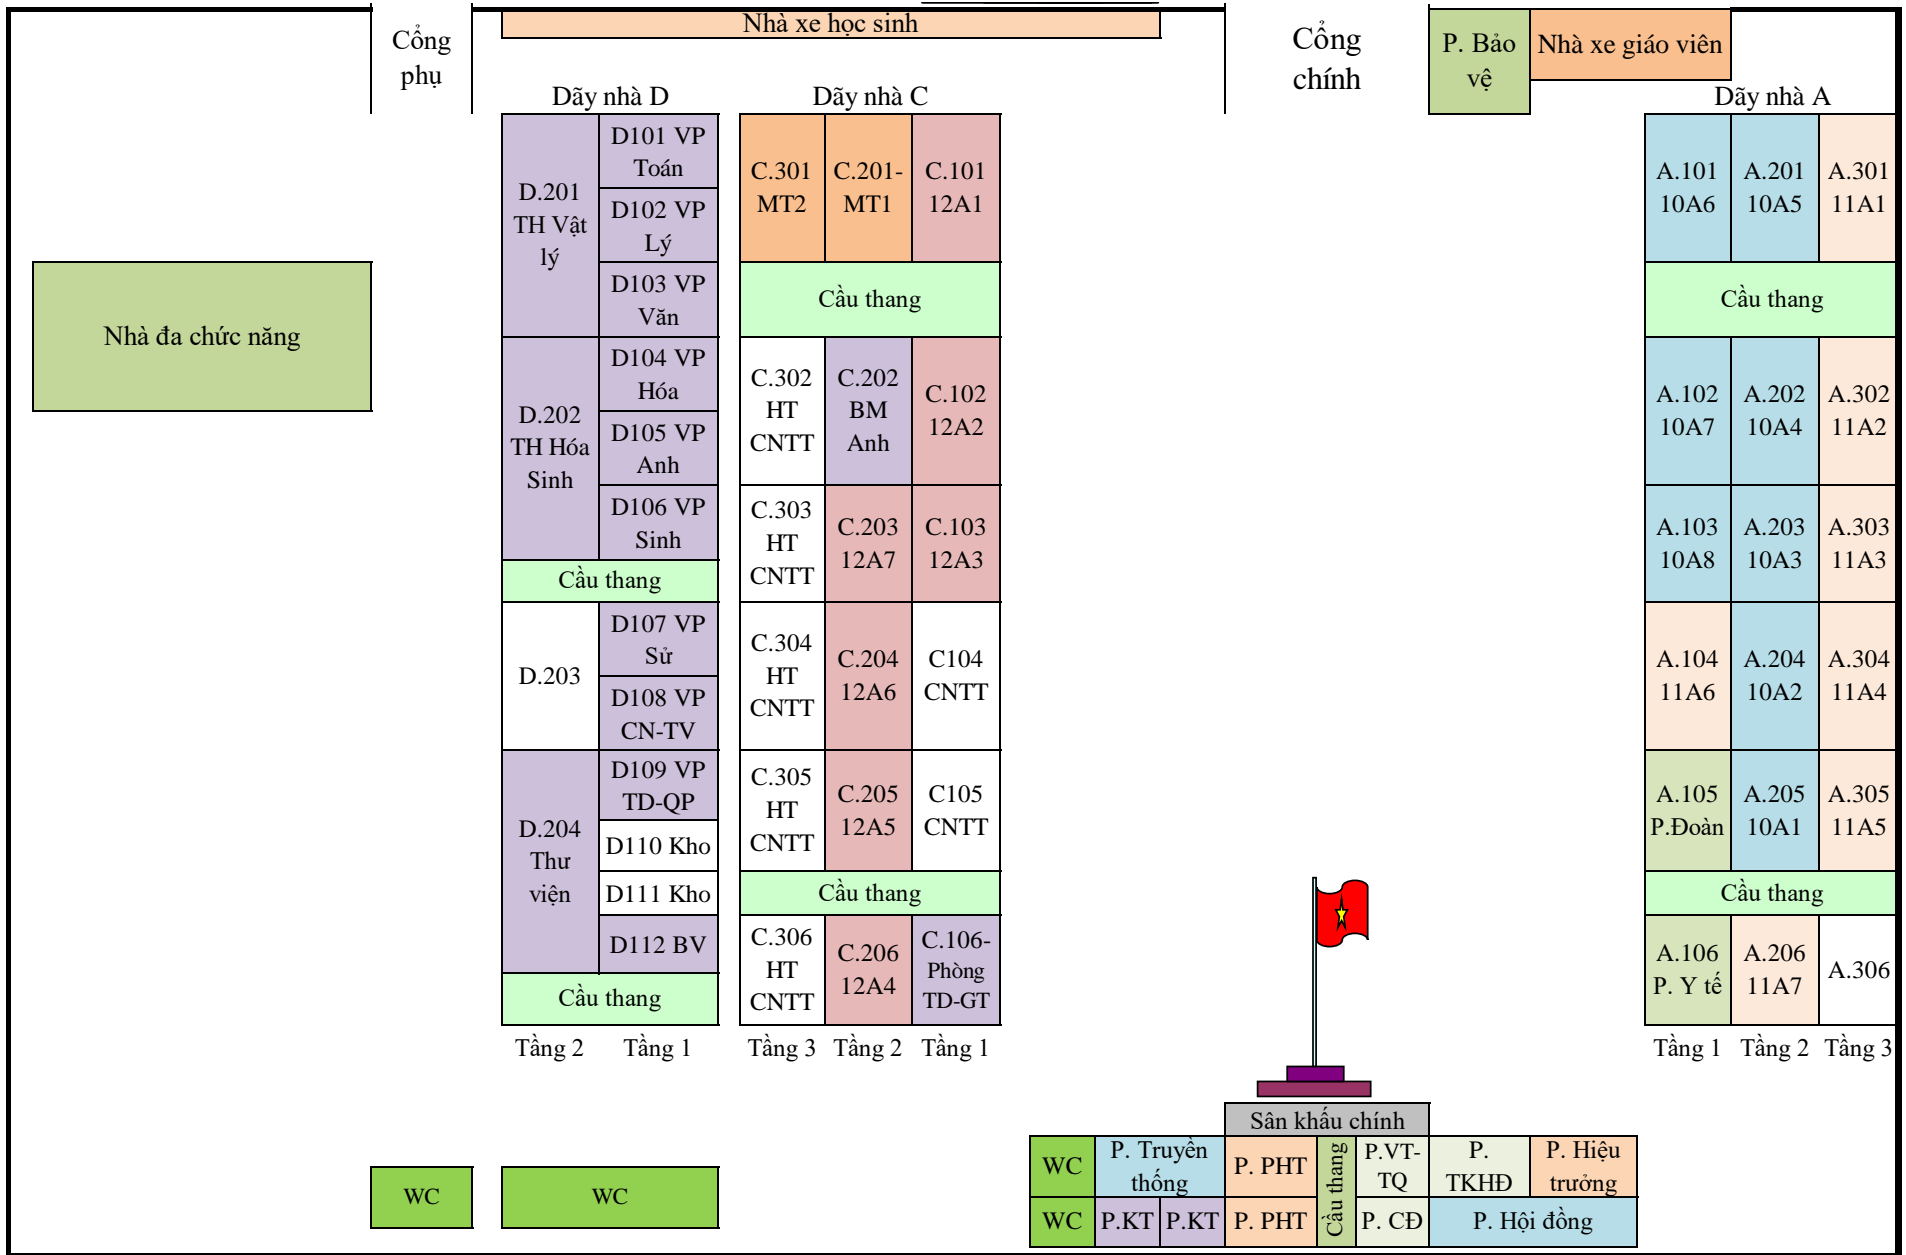 Nhà xe học sinh
Cổng
phụ
Cổng
chính
P. Bảo
vệ
Nhà xe giáo viên
Dãy nhà D
Dãy nhà C
Dãy nhà A
D.201
TH Vật
lý
D101 VP
Toán
D102 VP
Lý
D103 VP
Văn
D.202
TH Hóa
Sinh
D104 VP
Hóa
D105 VP
Anh
D106 VP
Sinh
Cầu thang
D.203
D107 VP
Sử
D108 VP
CN-TV
D.204
Thư
viện
D109 VP
TD-QP
D110 Kho
D111 Kho
D112 BV
Cầu thang
Tầng 2
Tầng 1
C.301
MT2
C.201-
MT1
C.101
12A1
Cầu thang
C.302
HT
CNTT
C.202
BM
Anh
C.102
12A2
C.303
HT
CNTT
C.203
12A7
C.103
12A3
C.304
HT
CNTT
C.204
12A6
C104
CNTT
C.305
HT
CNTT
C.205
12A5
C105
CNTT
Cầu thang
C.306
HT
CNTT
C.206
12A4
C.106-
Phòng
TD-GT
Tầng 3
Tầng 2
Tầng 1
A.101
10A6
A.201
10A5
A.301
11A1
Cầu thang
A.102
10A7
A.202
10A4
A.302
11A2
A.103
10A8
A.203
10A3
A.303
11A3
A.104
11A6
A.204
10A2
A.304
11A4
A.105
P.Đoàn
A.205
10A1
A.305
11A5
Cầu thang
A.106
P. Y tế
A.206
11A7
A.306
Tầng 1
Tầng 2
Tầng 3
Nhà đa chức năng
Sân khấu chính
WC
P. Truyền
thống
P. PHT
Cầu thang
P.VT-
TQ
P.
TKHĐ
P. Hiệu
trưởng
WC
P.KT
P.KT
P. PHT
P. CĐ
P. Hội đồng
WC
WC